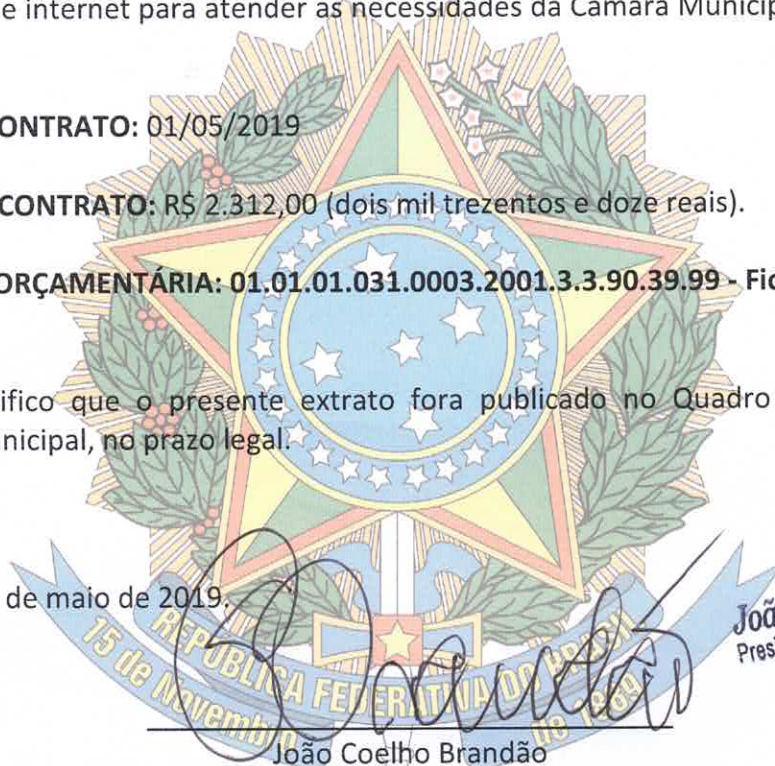 e internet para atender as necessidades da Câmara Municip
ONTRATO: 01/05/2019
CONTRATO: R$ 2.312,00 (dois mil trezentos e doze reais).
ORÇAMENTÁRIA: 01.01.01.031.0003.2001.3.3.90.39.99 - Fic
ifico que o presente extrato fora publicado no Quadro
nicipal, no prazo legal.
de maio de 2019.
REPÚBLICA FEDERATIVA DO BRASIL
15 de Novembro
de 1889
Brandão
Joã
Pres
João Coelho Brandão